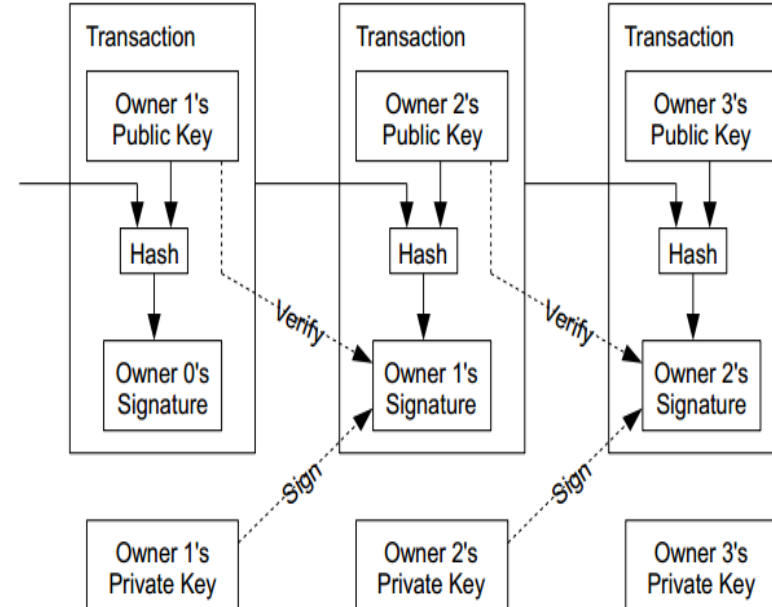 Transaction
Transaction
Transaction
Owner 1's
Public Key
Owner 2's
Public Key
Owner 3's
Public Key
Hash
Hash
Hash
Verify
Verify
Owner 0's
Signature
Owner 1's
Signature
Owner 2's
Signature
Sign
Sign
Owner 1's
Private Key
Owner 2's
Private Key
Owner 3's
Private Key